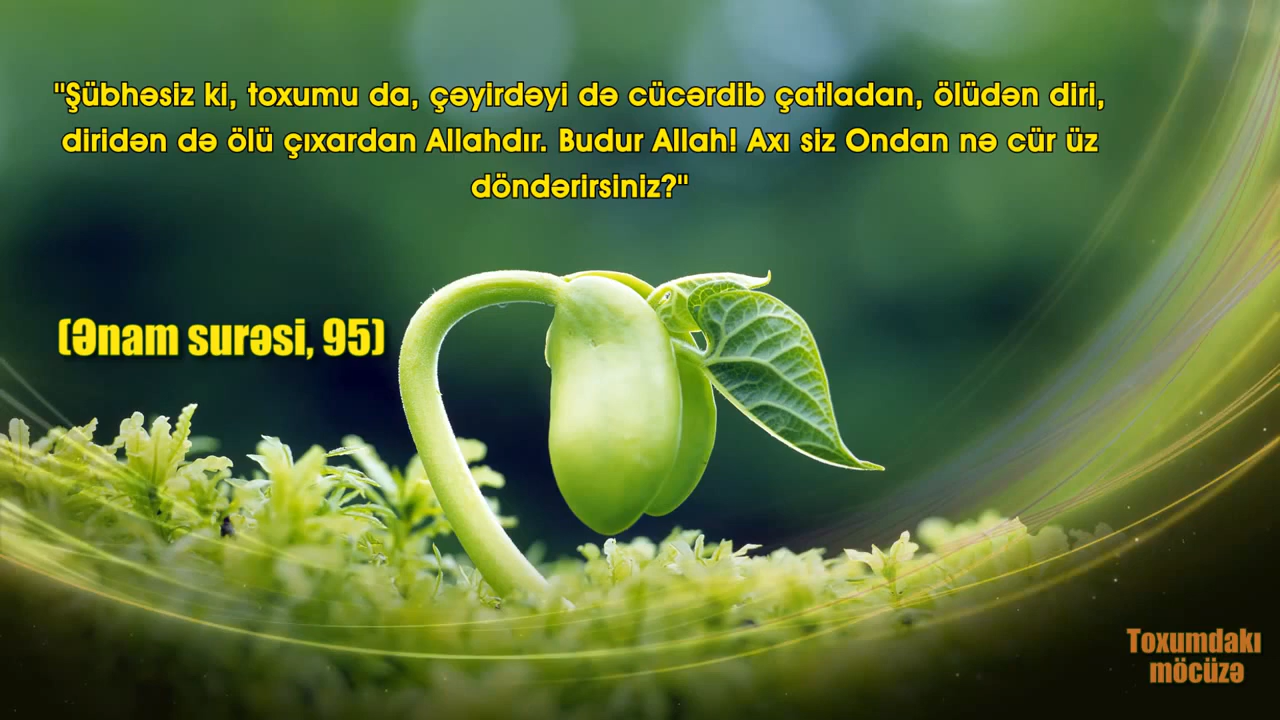 "Şübhəsiz ki, toxumu da, çəyirdəyi də cücərdib çatladan, ölüdən diri,
diridən də ölü çıxardan Allahdır. Budur Allah! Axı siz Ondan nə cür üz
döndərirsiniz?"
(Ənam surəsi, 95)
Toxumdakı
möcüzə